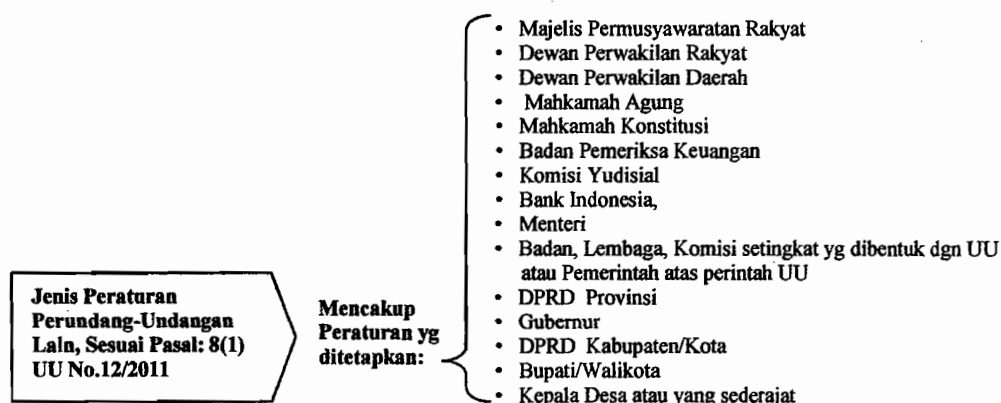 Jenis Peraturan
Perundang-Undangan
Lain, Sesuai Pasal: 8(1)
UU No.12/2011
Mencakup
Peraturan yg
ditetapkan:
• Majelis Permusyawaratan Rakyat
• Dewan Perwakilan Rakyat
• Dewan Perwakilan Daerah
• Mahkamah Agung
• Mahkamah Konstitusi
• Badan Pemeriksa Keuangan
• Komisi Yudisial
• Bank Indonesia,
• Menteri
• Badan, Lembaga, Komisi setingkat yg dibentuk dgn UU
atau Pemerintah atas perintah UU
• DPRD Provinsi
• Gubernur
• DPRD Kabupaten/Kota
• Bupati/Walikota
• Kepala Desa atau yang sederajat